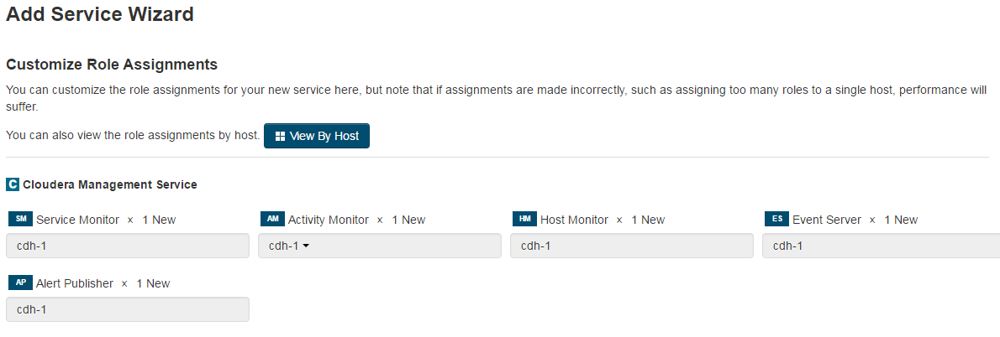 Add Service Wizard
Customize Role Assignments
You can customize the role assignments for your new service here, but note that if assignments are made incorrectly, such as assigning too many roles to a single host, performance will
suffer.
You can also view the role assignments by host. View By Host
C Cloudera Management Service
SM Service Monitor × 1 New AM Activity Monitor × 1 New HM Host Monitor × 1 New ES Event Server × 1 New
cdh-1 cdh-1 cdh-1 cdh-1
AP Alert Publisher × 1 New
cdh-1